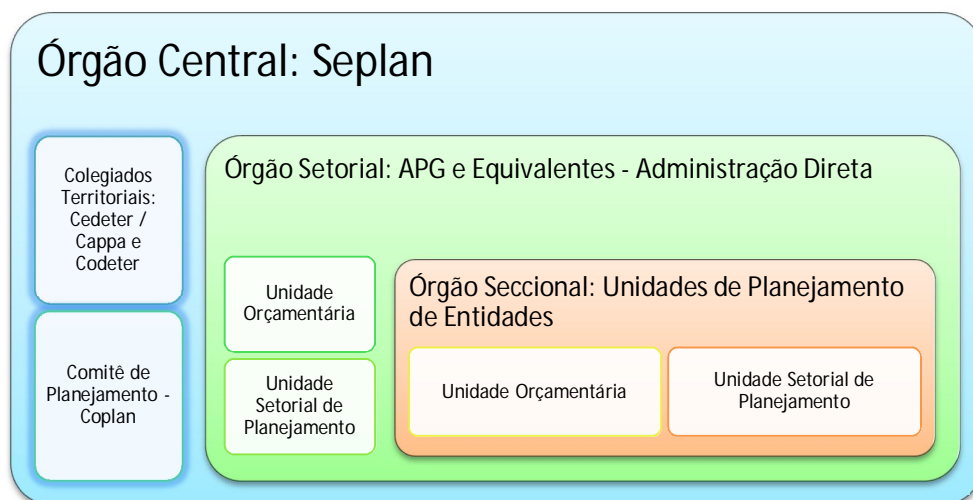 Órgão Central: Seplan
Colegiados
Territoriais:
Cedeter /
Cappa e
Codeter
Comitê de
Planejamento -
Coplan
Órgão Setorial: APG e Equivalentes - Administração Direta
Unidade
Orçamentária
Unidade
Setorial de
Planejamento
Órgão Seccional: Unidades de Planejamento
de Entidades
Unidade Orçamentária
Unidade Setorial de
Planejamento